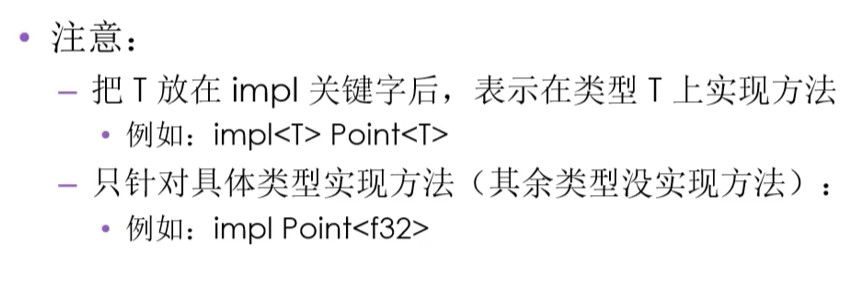 • 注意：
– 把 T 放在 impl 关键字后，表示在类型 T 上实现方法
• 例如：impl<T> Point<T>
– 只针对具体类型实现方法（其余类型没实现方法）：
• 例如：impl Point<f32>